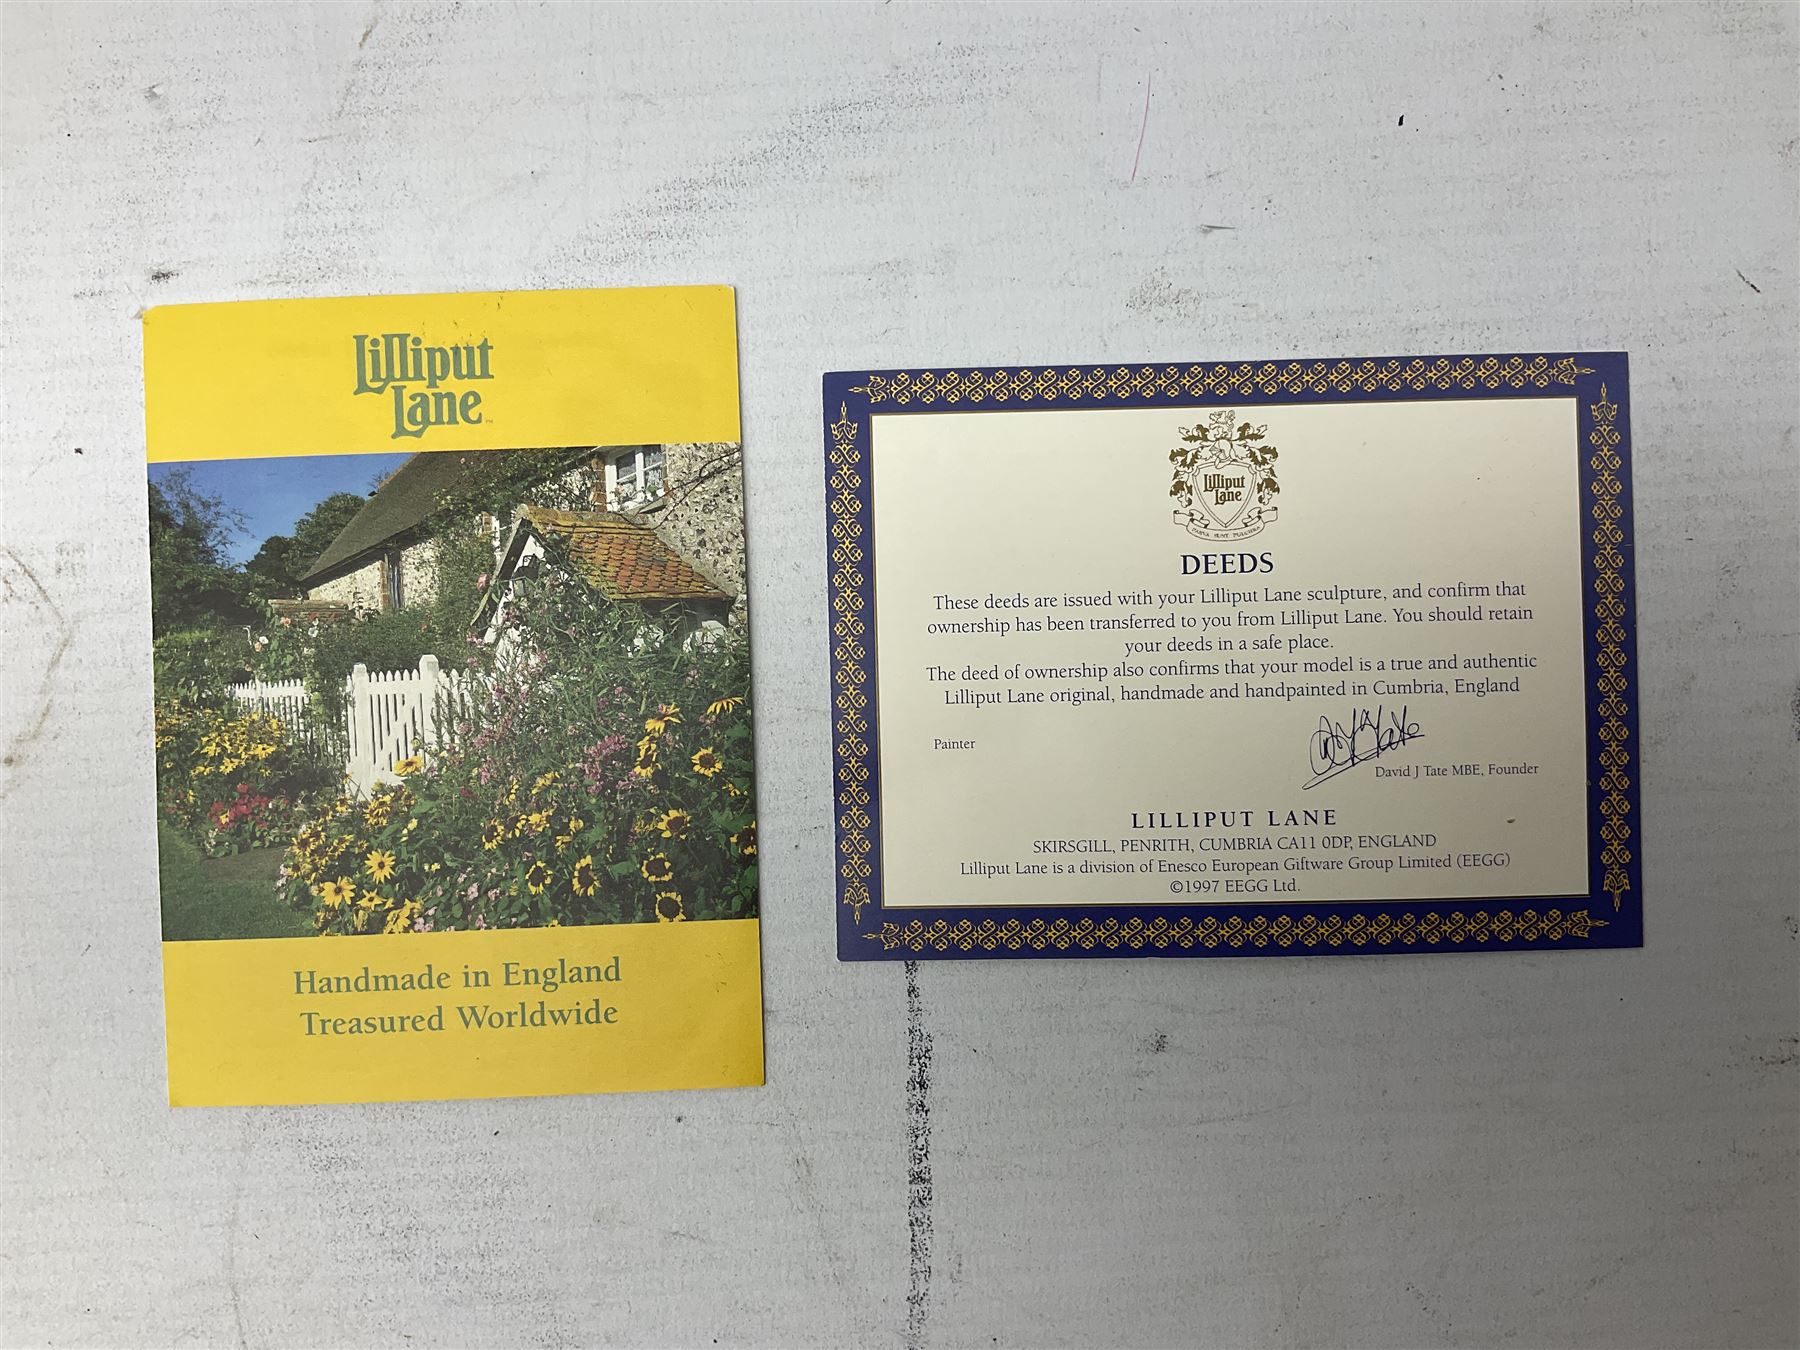 Lilliput
Lane™
Handmade in England
Treasured Worldwide
Lilliput
Lane
DEEDS
These deeds are issued with your Lilliput Lane sculpture, and confirm that
ownership has been transferred to you from Lilliput Lane. You should retain
your deeds in a safe place.
The deed of ownership also confirms that your model is a true and authentic
Lilliput Lane original, handmade and handpainted in Cumbria, England
Painter
David J Tate MBE, Founder
LILLIPUT LANE
SKIRSGILL, PENRITH, CUMBRIA CA11 0DP, ENGLAND
Lilliput Lane is a division of Enesco European Giftware Group Limited (EEGG)
©1997 EEGG Ltd.